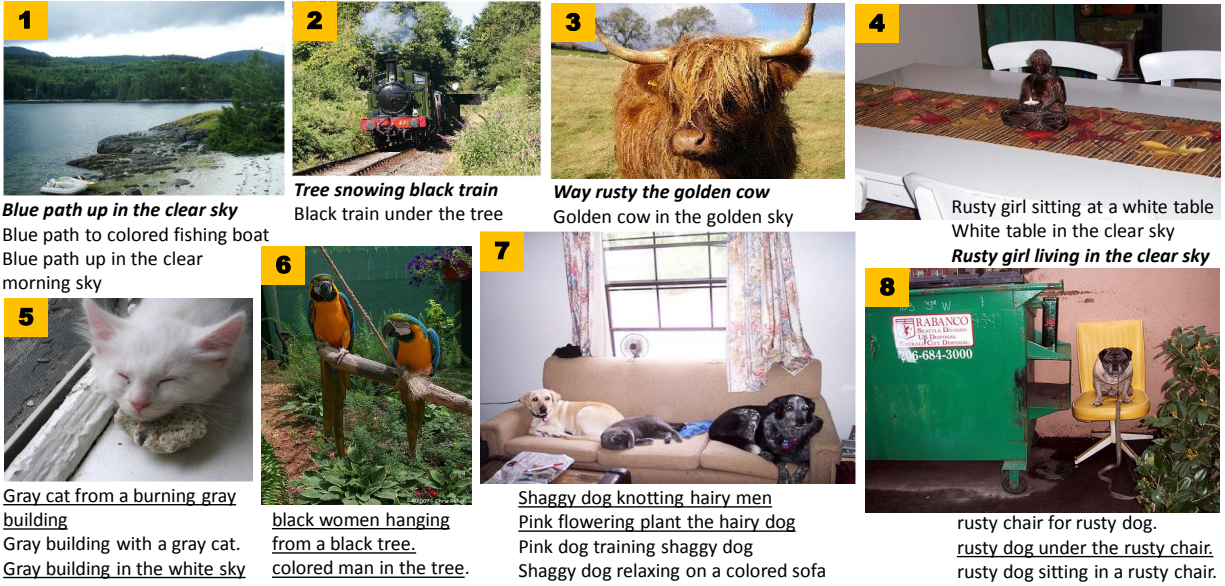 1
Blue path up in the clear sky
Blue path to colored fishing boat
Blue path up in the clear
morning sky
2
Tree snowing black train
Black train under the tree
3
Way rusty the golden cow
Golden cow in the golden sky
4
Rusty girl sitting at a white table
White table in the clear sky
Rusty girl living in the clear sky
5
Gray cat from a burning gray
building
Gray building with a gray cat.
Gray building in the white sky
6
black women hanging
from a black tree.
colored man in the tree.
7
Shaggy dog knotting hairy men
Pink flowering plant the hairy dog
Pink dog training shaggy dog
Shaggy dog relaxing on a colored sofa
8
RABANCO
SEATTLE DIVISION
206-684-3000
rusty chair for rusty dog.
rusty dog under the rusty chair.
rusty dog sitting in a rusty chair.